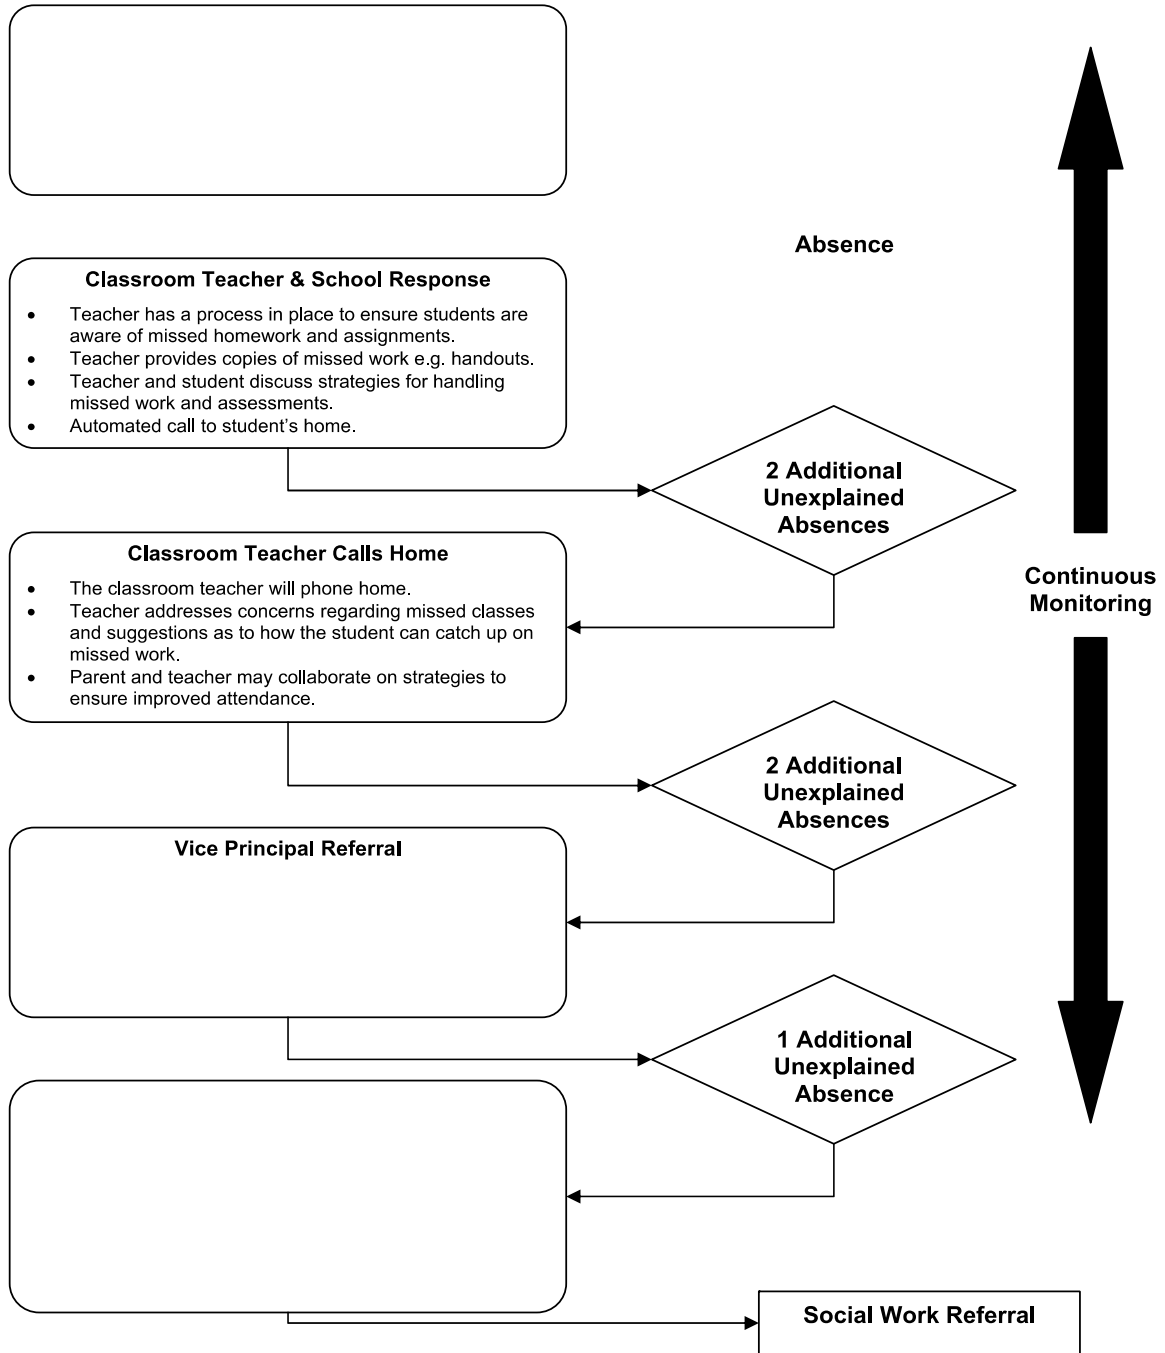 Absence
Classroom Teacher & School Response
• Teacher has a process in place to ensure students are
aware of missed homework and assignments.
• Teacher provides copies of missed work e.g. handouts.
• Teacher and student discuss strategies for handling
missed work and assessments.
• Automated call to student’s home.
2 Additional
Unexplained
Absences
Classroom Teacher Calls Home
• The classroom teacher will phone home.
• Teacher addresses concerns regarding missed classes
and suggestions as to how the student can catch up on
missed work.
• Parent and teacher may collaborate on strategies to
ensure improved attendance.
Continuous
Monitoring
2 Additional
Unexplained
Absences
Vice Principal Referral
1 Additional
Unexplained
Absence
Social Work Referral